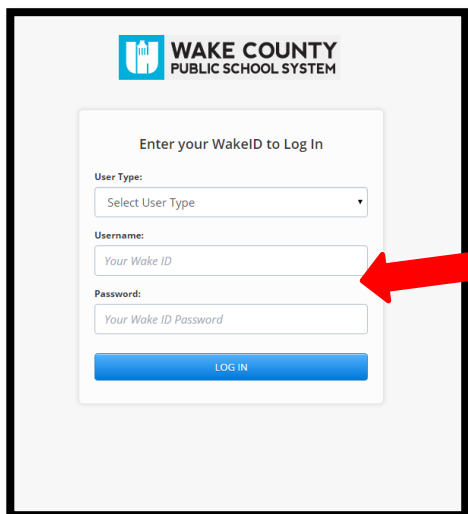 WAKE COUNTY
PUBLIC SCHOOL SYSTEM
Enter your WakeID to Log In
User Type:
Select User Type
Username:
Your Wake ID
Password:
Your Wake ID Password
LOG IN